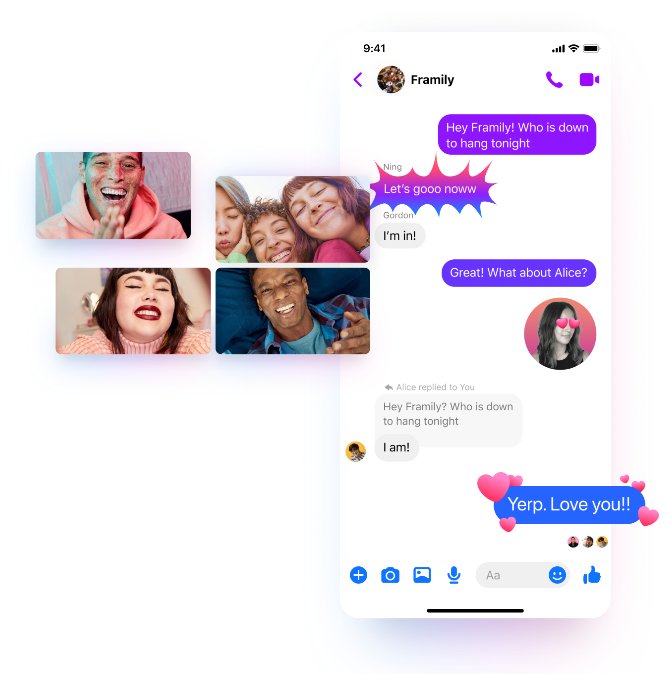 9:41
Framily
Hey Framily! Who is down
to hang tonight
Ning
Let's gooo noww
Gordon
I'm in!
Great! What about Alice?
Alice replied to You
Hey Framily? Who is down
to hang tonight
I am!
Yerp. Love you!!
Aa